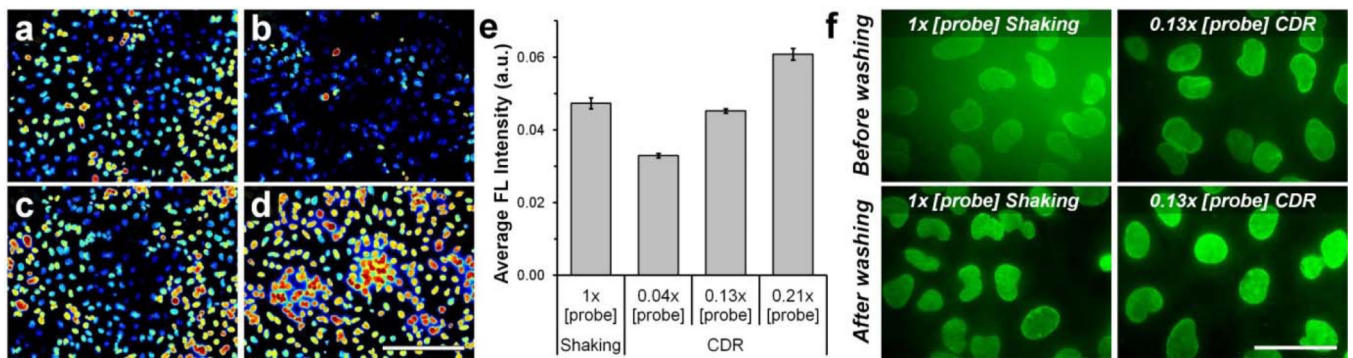 a
b
c
d
e
Average FL Intensity (a.u.)
0.06
0.04
0.02
0.00
1x
[probe]
0.04x
[probe]
0.13x
[probe]
0.21x
[probe]
Shaking
CDR
f
Before washing
After washing
1x [probe] Shaking
0.13x [probe] CDR
1x [probe] Shaking
0.13x [probe] CDR